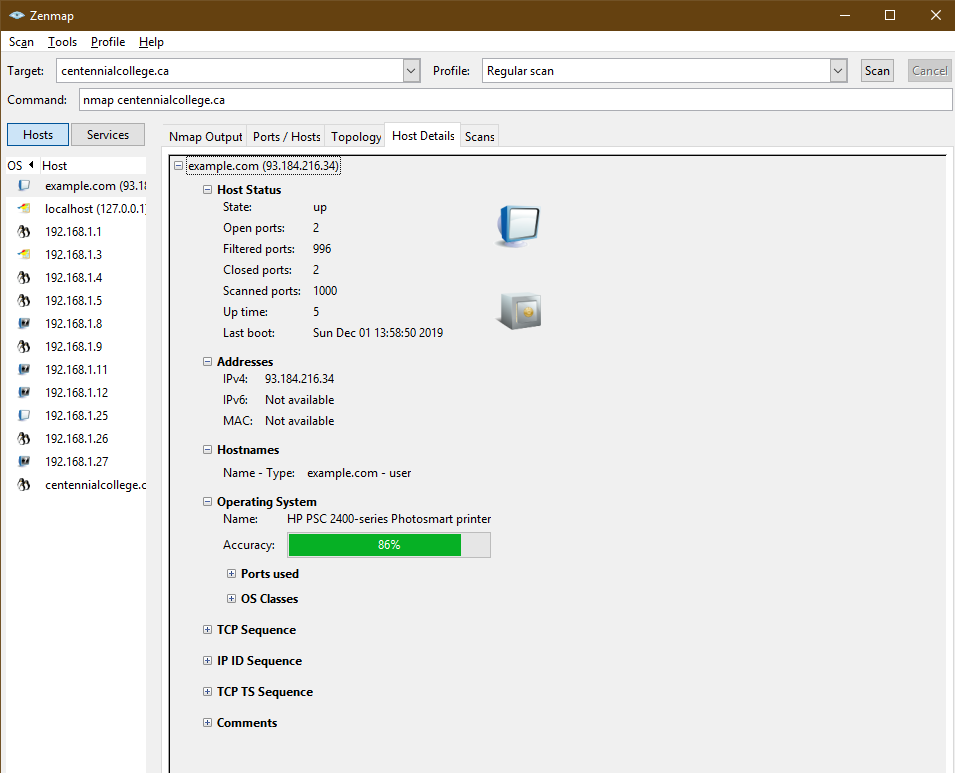 Zenmap
Scan Tools Profile Help
Target: centennialcollege.ca Profile: Regular scan Scan Cancel
Command: nmap centennialcollege.ca
Hosts Services
Nmap Output Ports / Hosts Topology Host Details Scans
OS Host
example.com (93.18
localhost (127.0.0.1)
192.168.1.1
192.168.1.3
192.168.1.4
192.168.1.5
192.168.1.8
192.168.1.9
192.168.1.11
192.168.1.12
192.168.1.25
192.168.1.26
192.168.1.27
centennialcollege.c
example.com (93.184.216.34)
Host Status
State: up
Open ports: 2
Filtered ports: 996
Closed ports: 2
Scanned ports: 1000
Up time: 5
Last boot: Sun Dec 01 13:58:50 2019
Addresses
IPv4: 93.184.216.34
IPv6: Not available
MAC: Not available
Hostnames
Name - Type: example.com - user
Operating System
Name: HP PSC 2400-series Photosmart printer
Accuracy: 86%
Ports used
OS Classes
TCP Sequence
IP ID Sequence
TCP TS Sequence
Comments